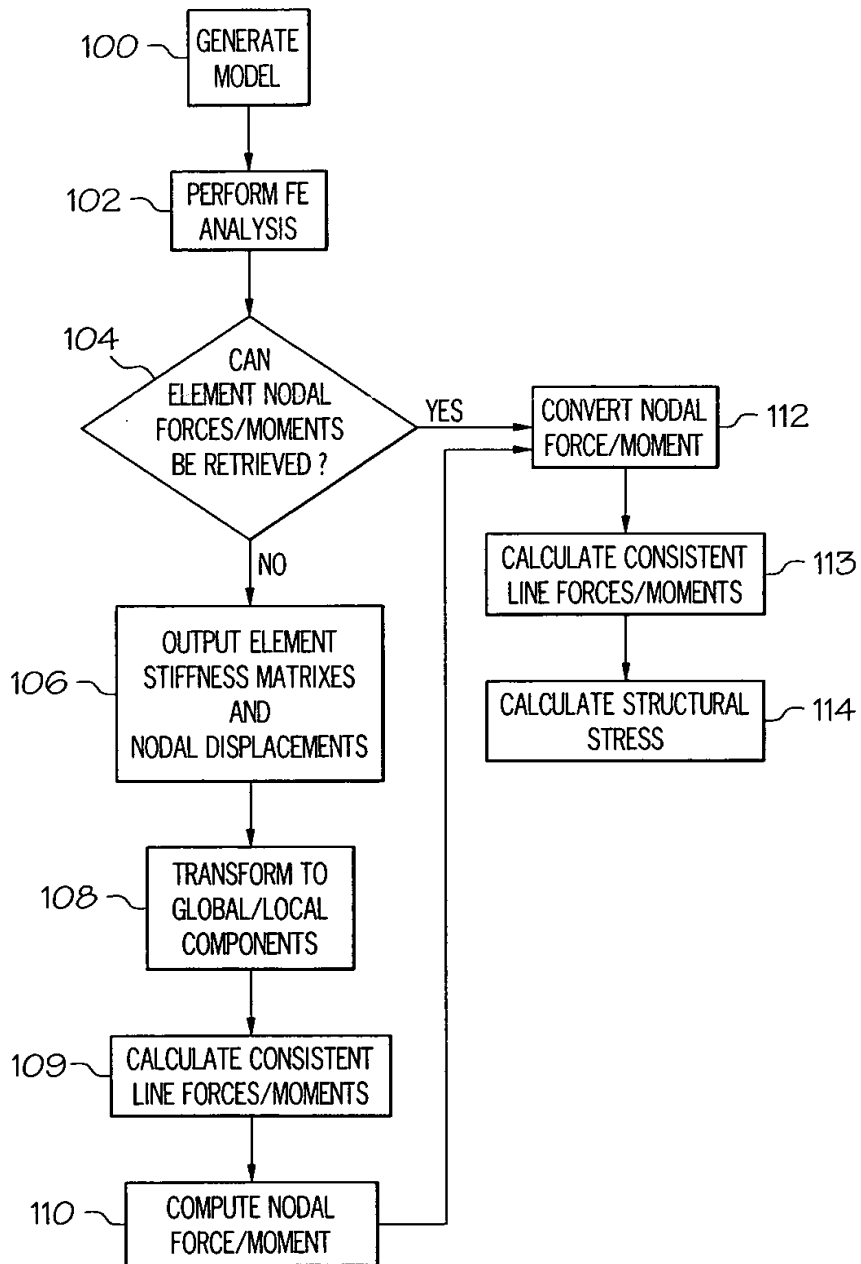 100
GENERATE
MODEL
102
PERFORM FE
ANALYSIS
104
CAN
ELEMENT NODAL
FORCES/MOMENTS
BE RETRIEVED ?
YES
NO
CONVERT NODAL
FORCE/MOMENT
112
CALCULATE CONSISTENT
LINE FORCES/MOMENTS
113
CALCULATE STRUCTURAL
STRESS
114
106
OUTPUT ELEMENT
STIFFNESS MATRIXES
AND
NODAL DISPLACEMENTS
108
TRANSFORM TO
GLOBAL/LOCAL
COMPONENTS
109
CALCULATE CONSISTENT
LINE FORCES/MOMENTS
110
COMPUTE NODAL
FORCE/MOMENT